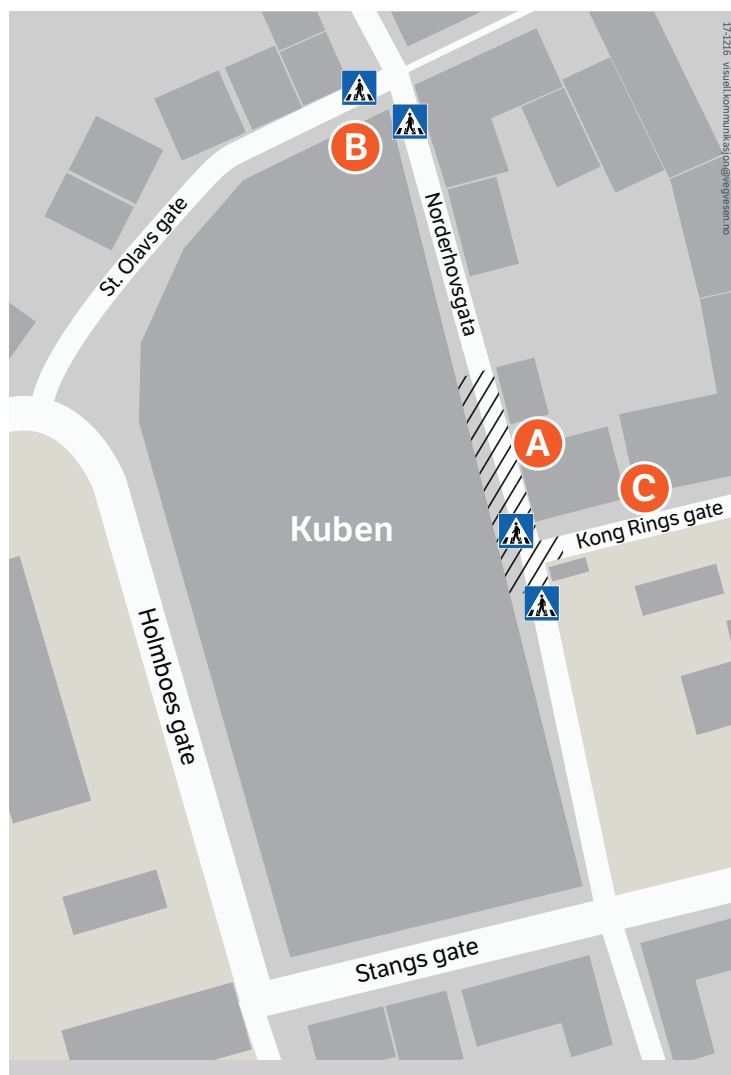 17-1216 visuell.kommunikasjon@vegvesen.no
B
St. Olavs gate
Norderhovsgata
A
C
Kuben
Kong Rings gate
Holmboes gate
Stangs gate